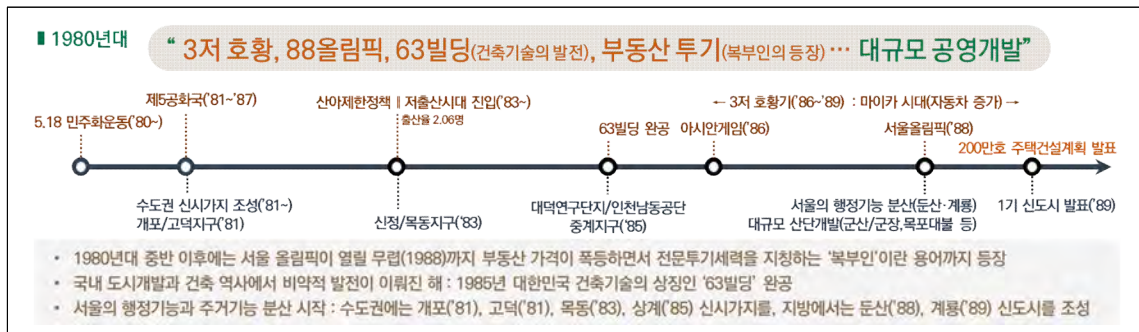 1980년대
“ 3저 호황, 88올림픽, 63빌딩(건축기술의 발전), 부동산 투기(복부인의 등장) … 대규모 공영개발”
5.18 민주화운동('80~)
제5공화국('81~'87)
산아제한정책 ∥ 저출산시대 진입('83~)
출산율 2.06명
63빌딩 완공
아시안게임('86)
← 3저 호황기('86~'89) : 마이카 시대(자동차 증가) →
서울올림픽('88)
200만호 주택건설계획 발표
수도권 신시가지 조성('81~)
개포/고덕지구('81)
신정/목동지구('83)
대덕연구단지/인천남동공단
중계지구('85)
서울의 행정기능 분산(둔산·계룡)
대규모 산단개발(군산/군장,목포대불 등)
1기 신도시 발표('89)
• 1980년대 중반 이후에는 서울 올림픽이 열릴 무렵(1988)까지 부동산 가격이 폭등하면서 전문투기세력을 지칭하는 '복부인'이란 용어까지 등장
• 국내 도시개발과 건축 역사에서 비약적 발전이 이뤄진 해 : 1985년 대한민국 건축기술의 상징인 '63빌딩' 완공
• 서울의 행정기능과 주거기능 분산 시작 : 수도권에는 개포('81), 고덕('81), 목동('83), 상계('85) 신시가지를, 지방에서는 둔산('88), 계룡('89) 신도시를 조성